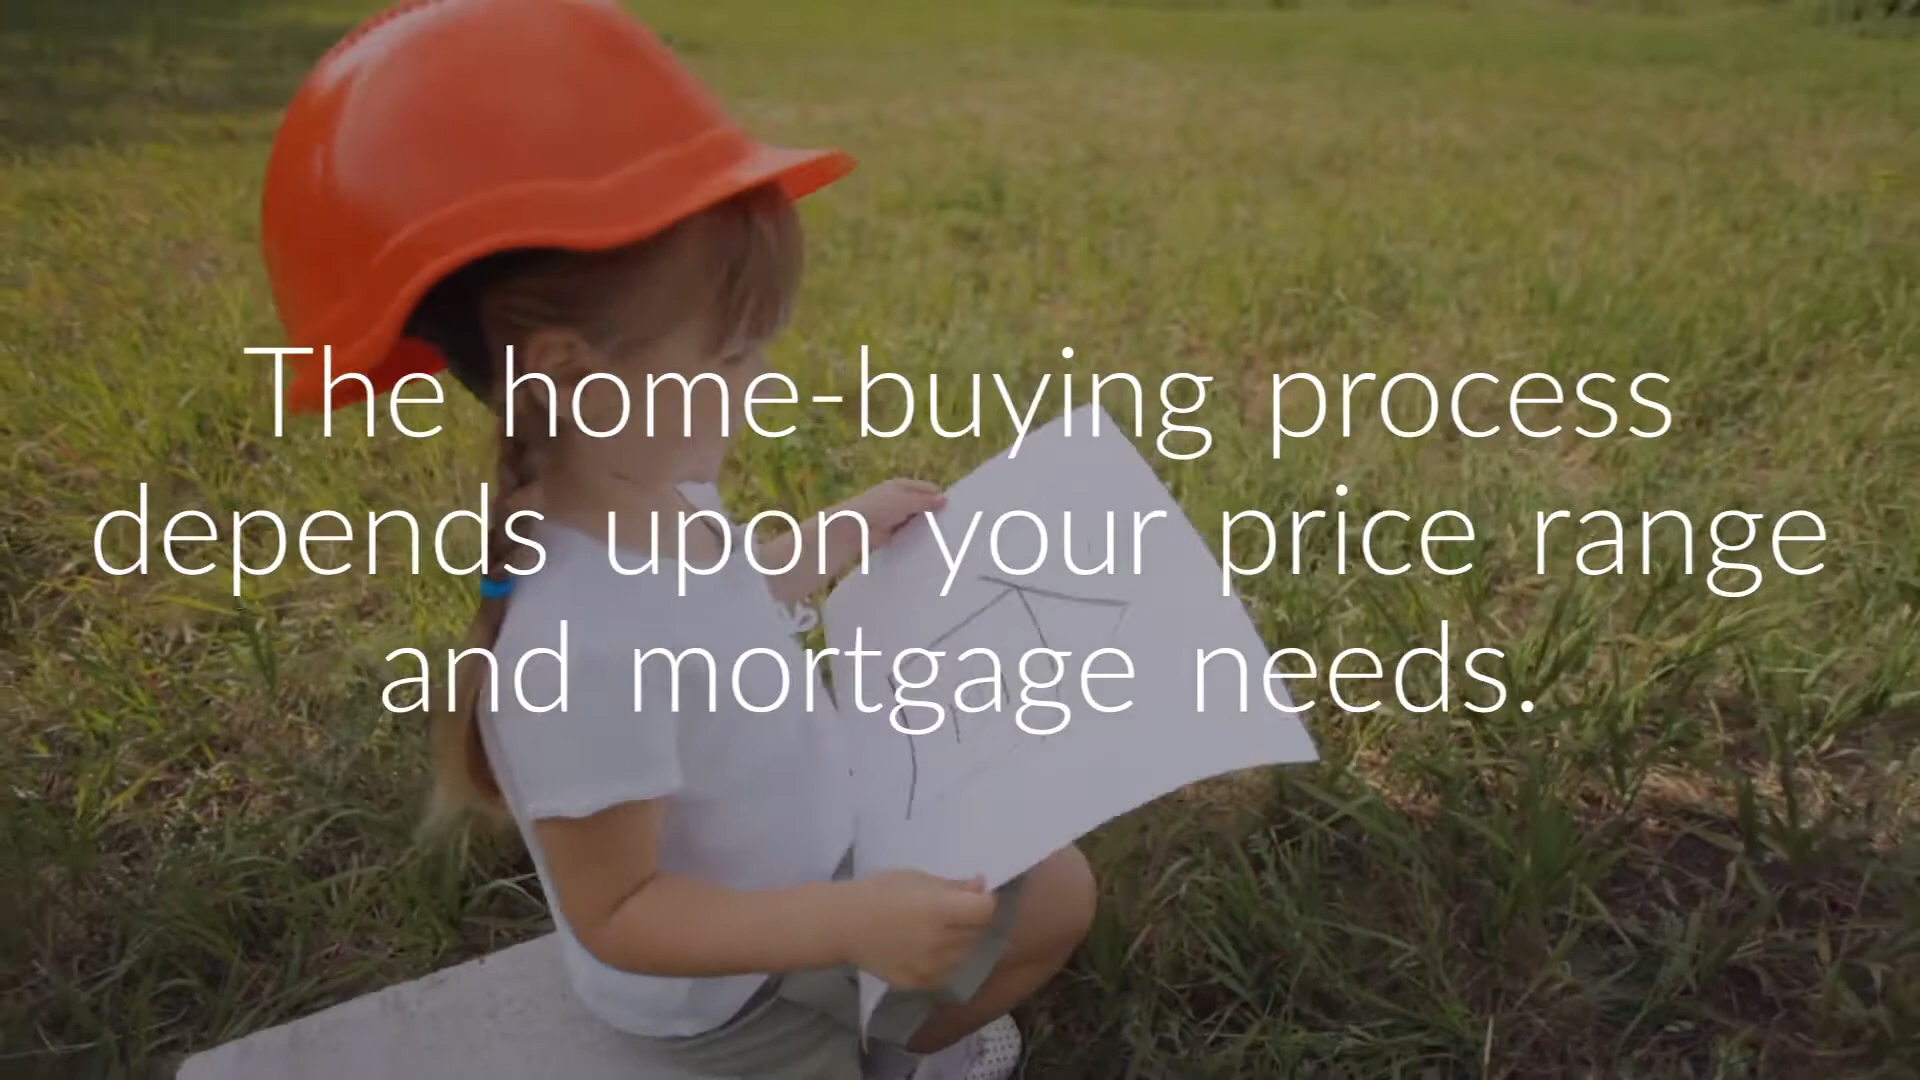 The home-buying process
depends upon your price range
and mortgage needs.